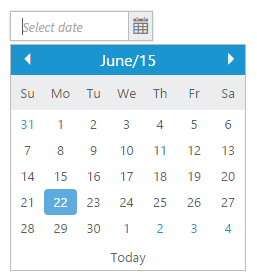 Select date
June/15
Su Mo Tu We Th Fr Sa
31 1 2 3 4 5 6
7 8 9 10 11 12 13
14 15 16 17 18 19 20
21 22 23 24 25 26 27
28 29 30 1 2 3 4
Today